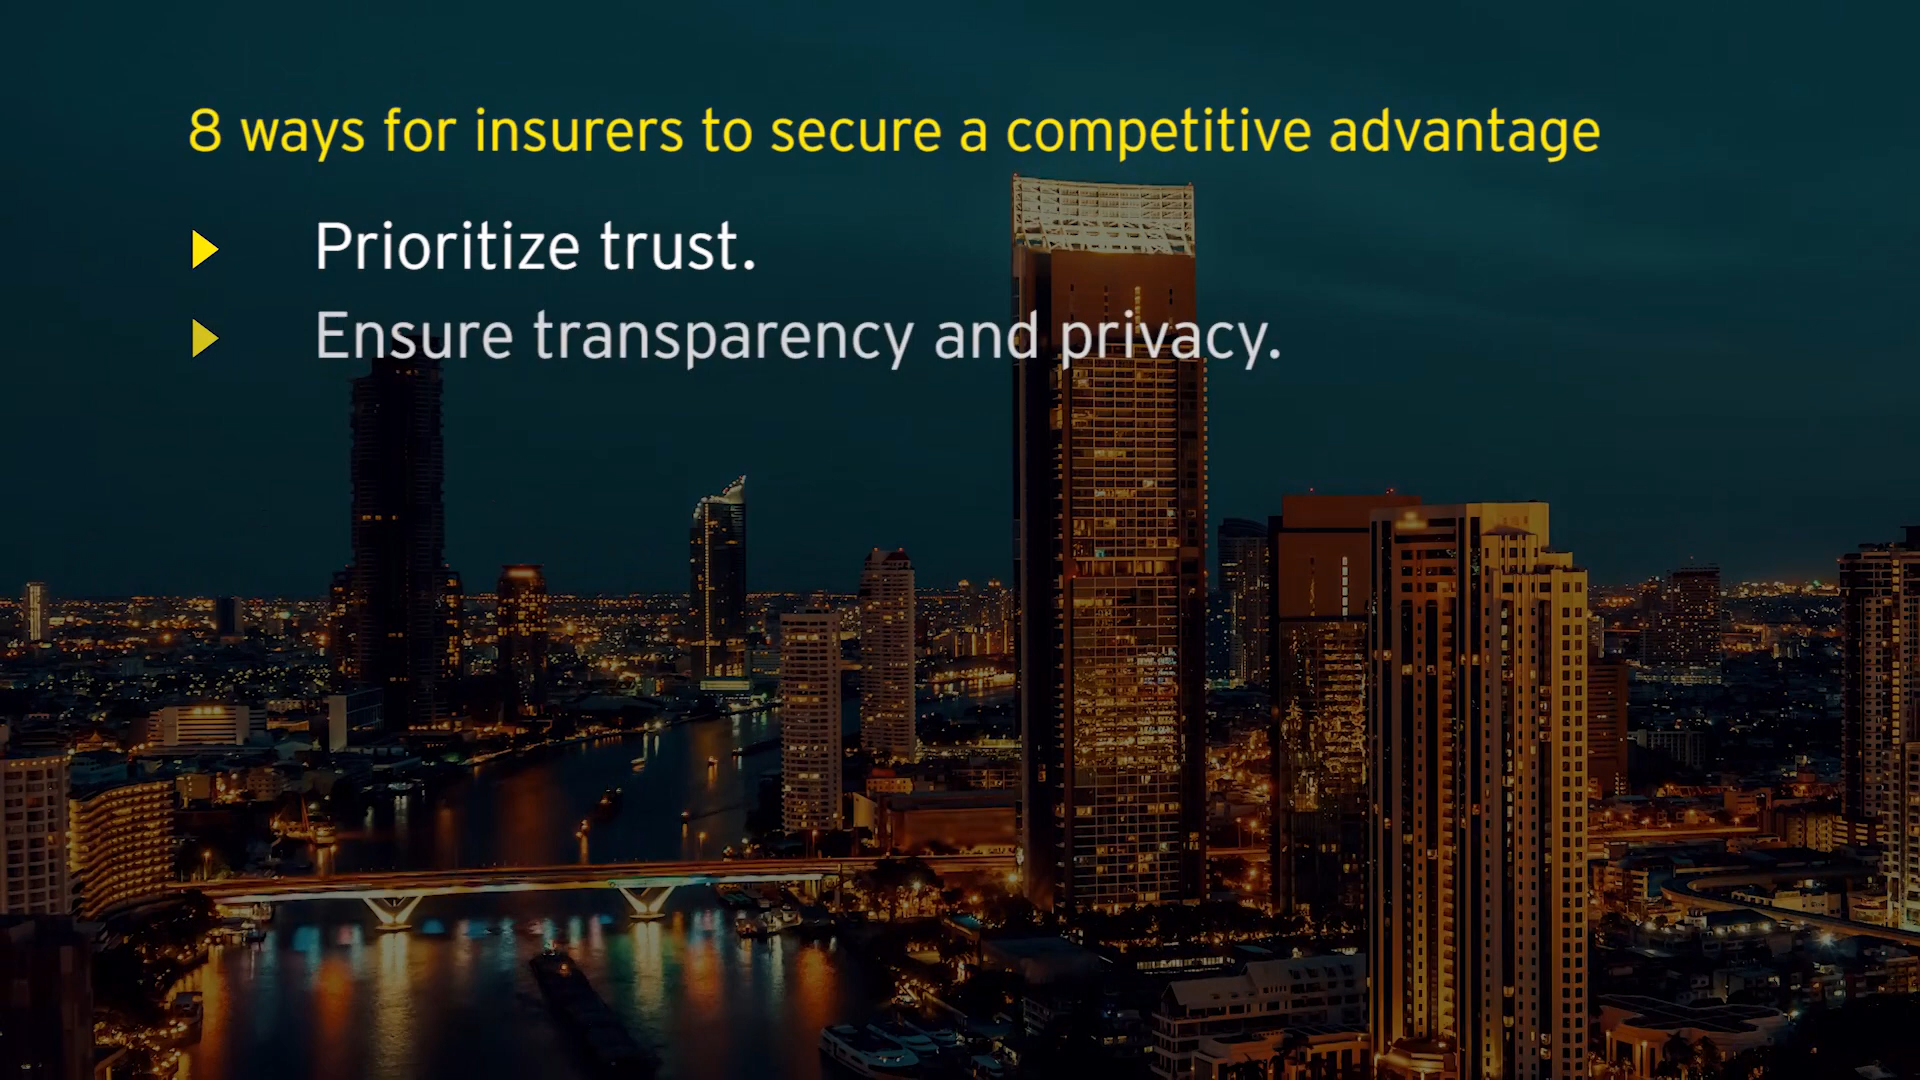 8 ways for insurers to secure a competitive advantage
Prioritize trust.
Ensure transparency and privacy.